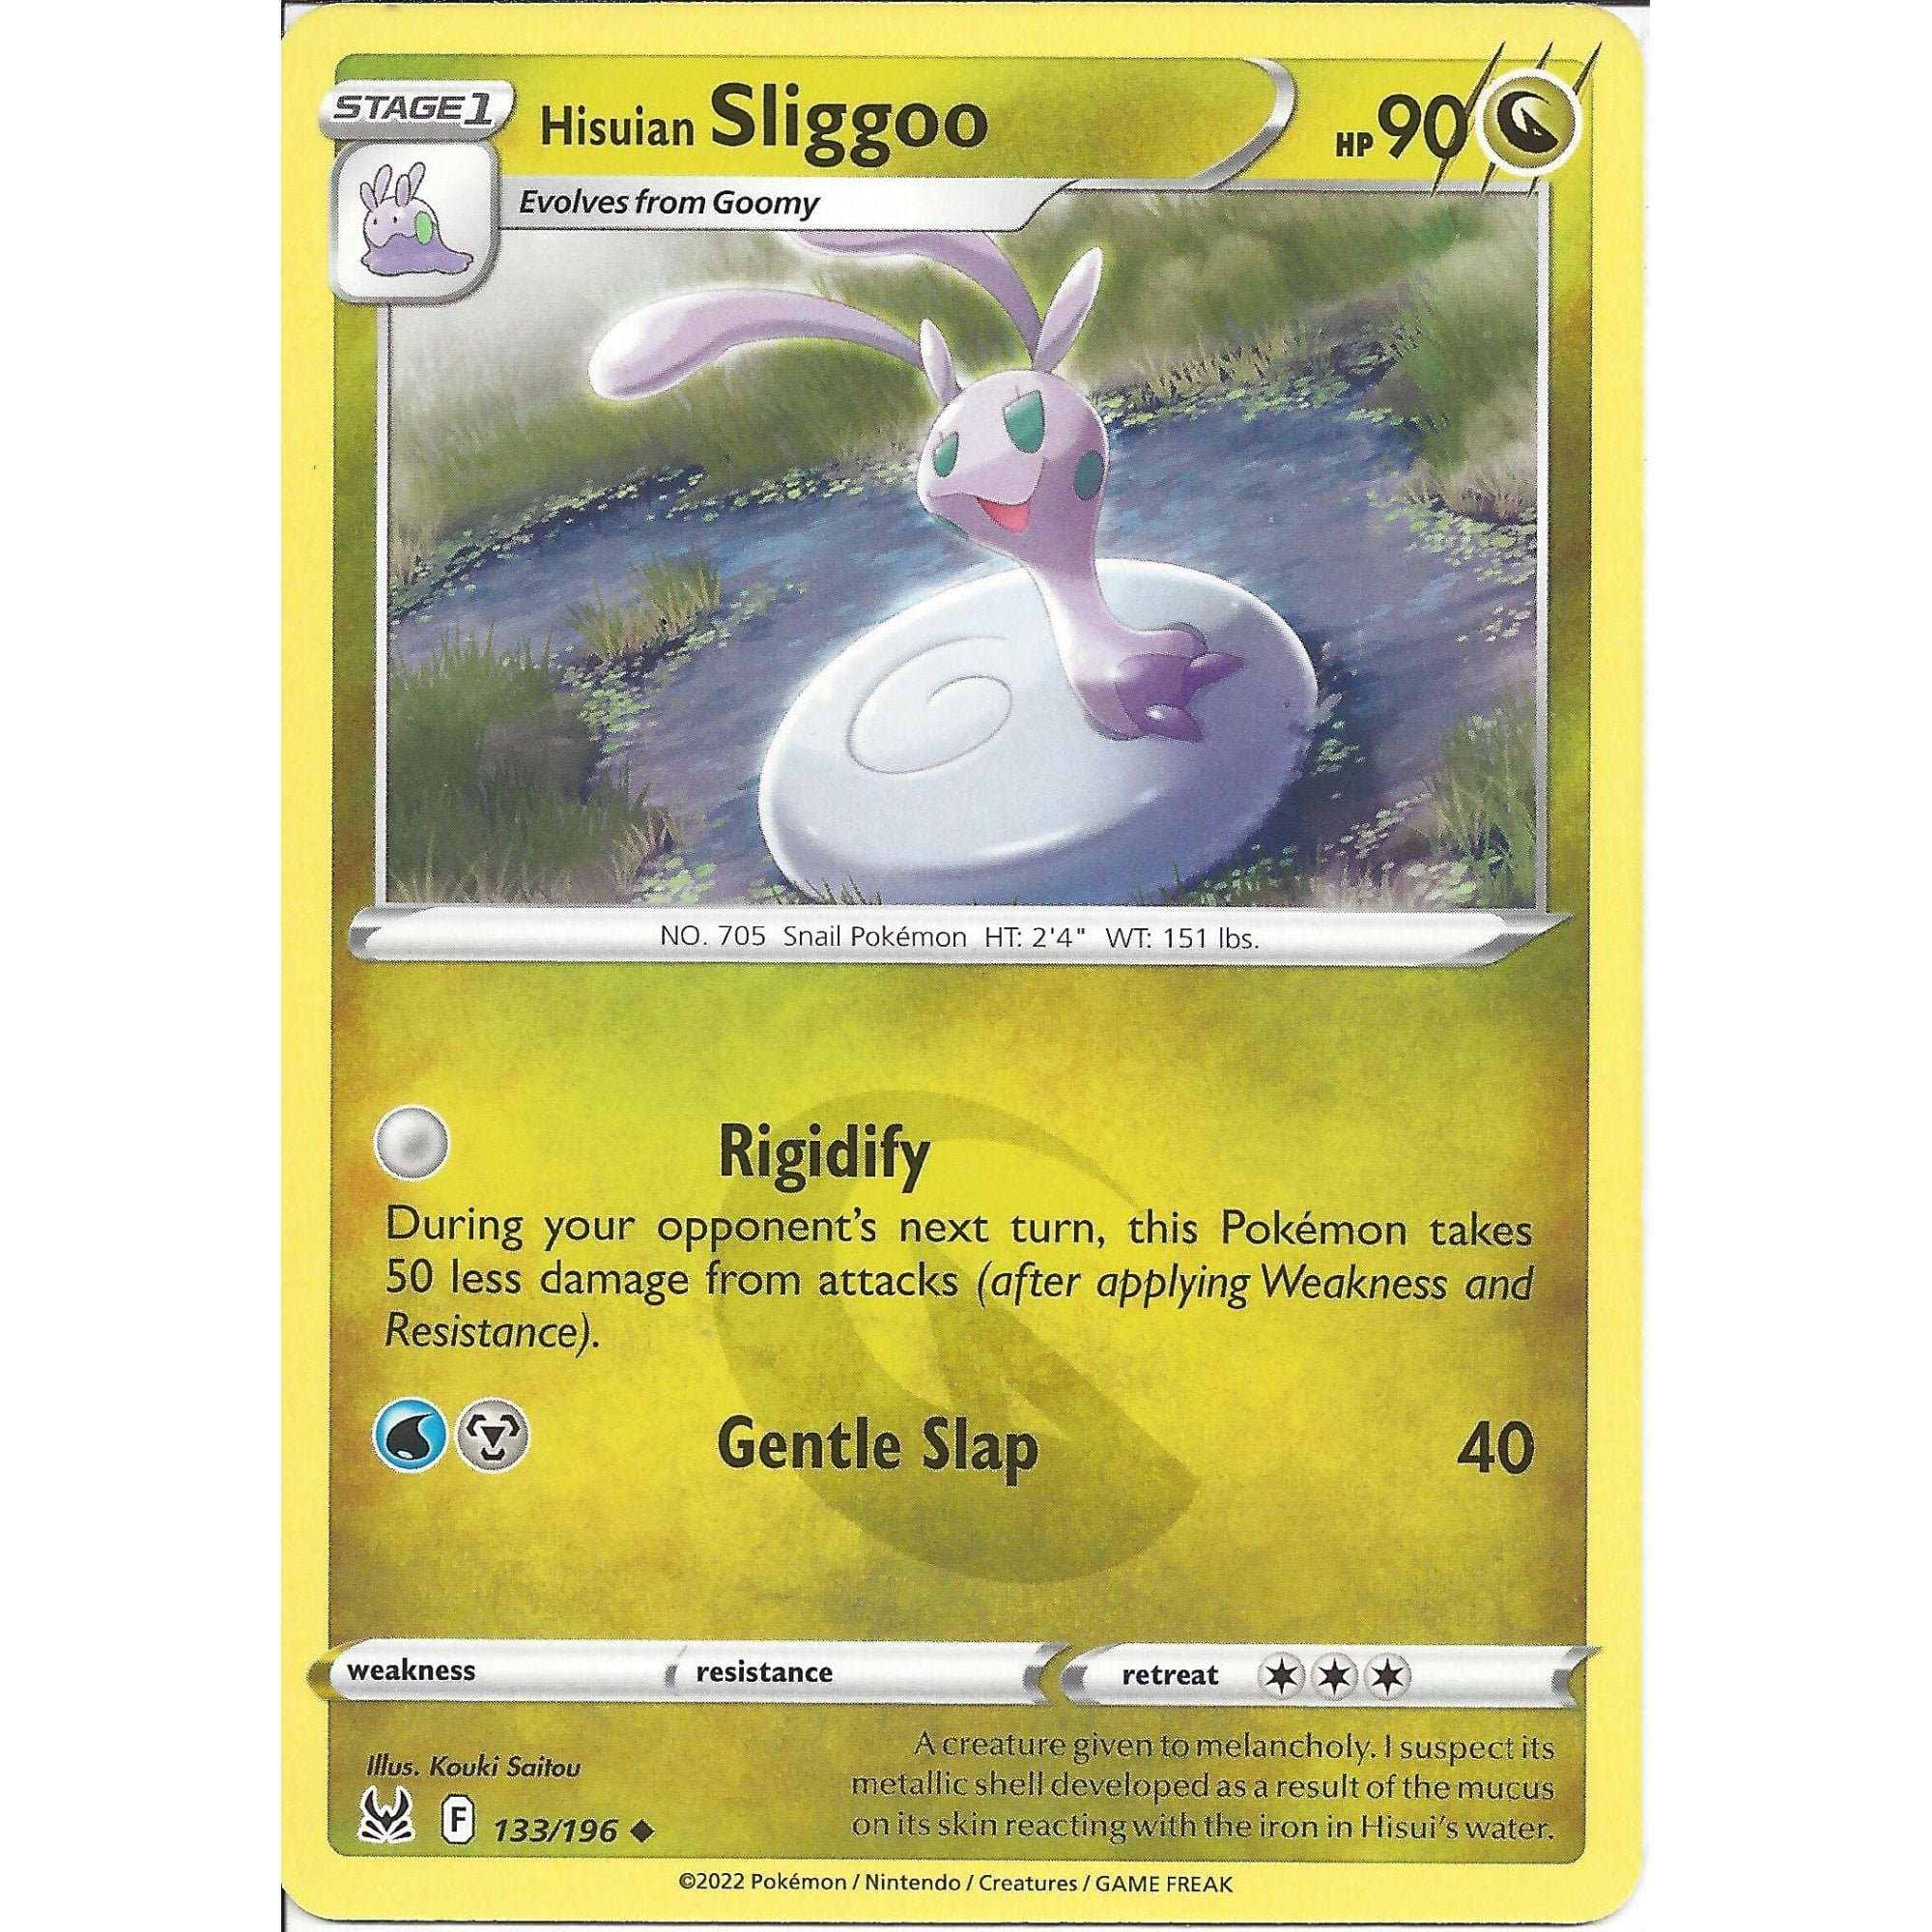 STAGE1
Hisuian Sliggoo
HP 90
Evolves from Goomy
NO. 705 Snail Pokémon HT: 2'4" WT: 151 lbs.
Rigidify
During your opponent's next turn, this Pokémon takes
50 less damage from attacks (after applying Weakness and
Resistance).
Gentle Slap 40
weakness resistance retreat
A creature given to melancholy. I suspect its
metallic shell developed as a result of the mucus
on its skin reacting with the iron in Hisui's water.
Illus. Kouki Saitou
F 133/196
©2022 Pokémon / Nintendo / Creatures / GAME FREAK